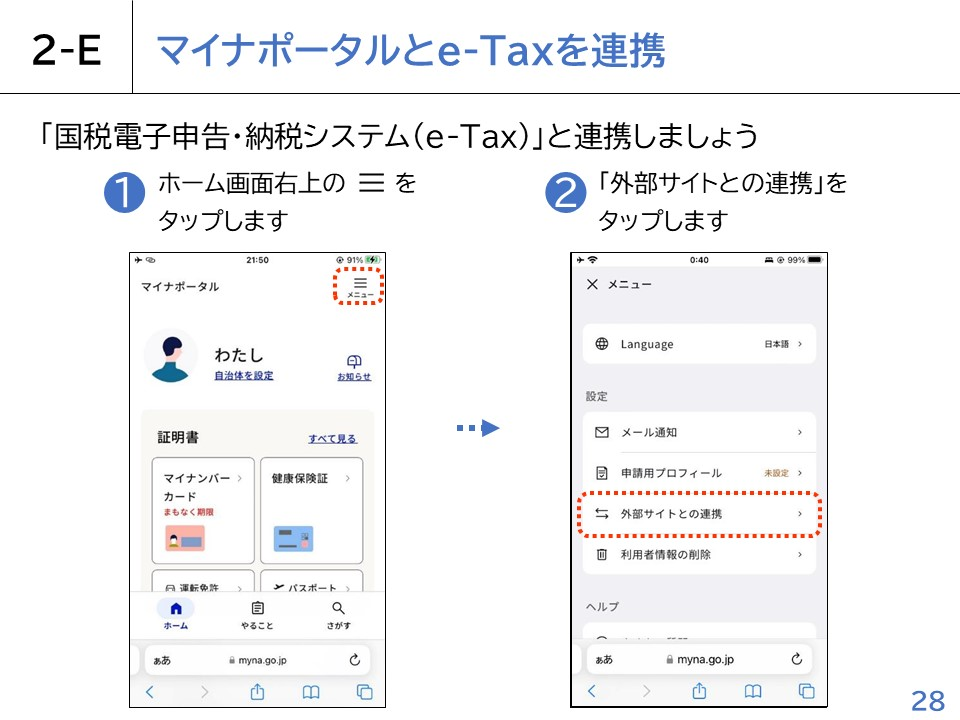 2-E
マイナポータルとe-Taxを連携
「国税電子申告・納税システム(e-Tax)」と連携しましょう
1
ホーム画面右上の ☰ を
タップします
2
「外部サイトとの連携」を
タップします
21:50
91%
マイナポータル
メニュー
わたし
自治体を設定
お知らせ
証明書
すべて見る
マイナンバー
カード
まもなく期限
健康保険証
運転免許
パスポート
ホーム
やること
さがす
ぁあ
myna.go.jp
0:40
99%
メニュー
Language
日本語
設定
メール通知
申請用プロフィール
未設定
外部サイトとの連携
利用者情報の削除
ヘルプ
ぁあ
myna.go.jp
28